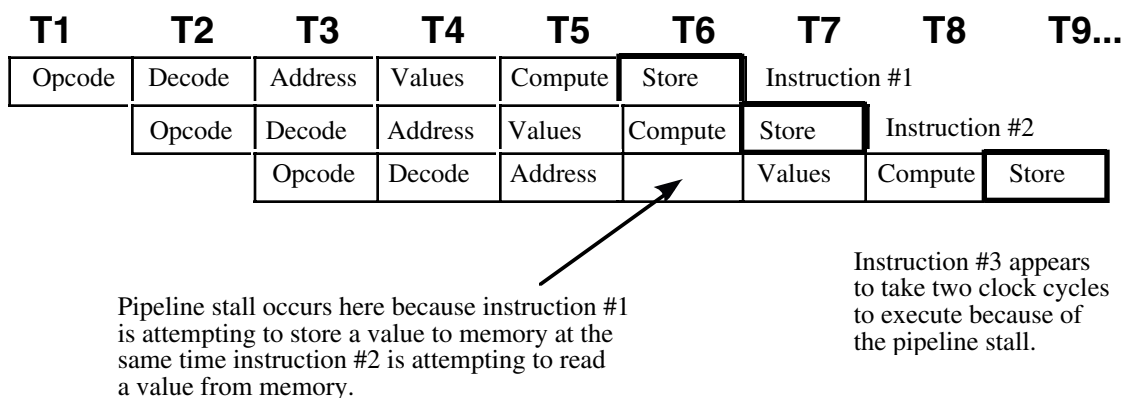 T1 T2 T3 T4 T5 T6 T7 T8 T9...
Opcode Decode Address Values Compute Store Instruction #1
Opcode Decode Address Values Compute Store Instruction #2
Opcode Decode Address Values Compute Store
Pipeline stall occurs here because instruction #1
is attempting to store a value to memory at the
same time instruction #2 is attempting to read
a value from memory.
Instruction #3 appears
to take two clock cycles
to execute because of
the pipeline stall.